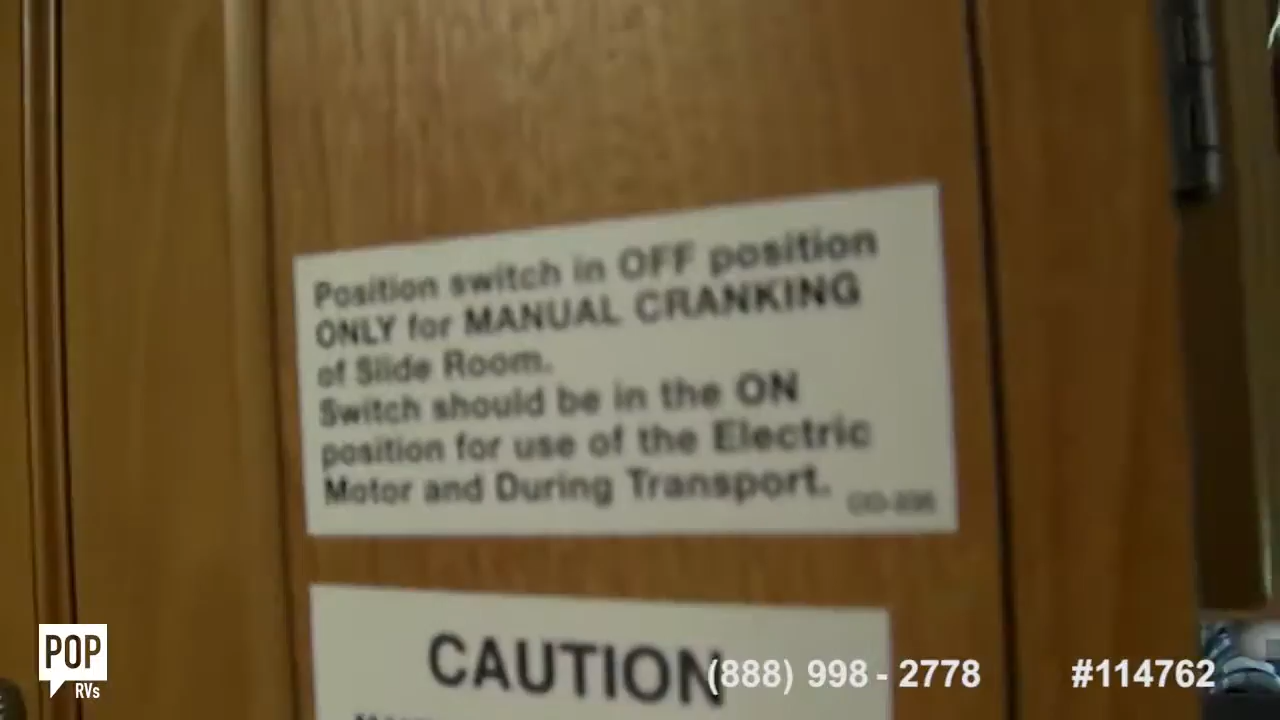 Position switch in OFF position
ONLY for MANUAL CRANKING
of Slide Room.
Switch should be in the ON
position for use of the Electric
Motor and During Transport.
CAUTION
(888) 998 - 2778
#114762
POP
RVs